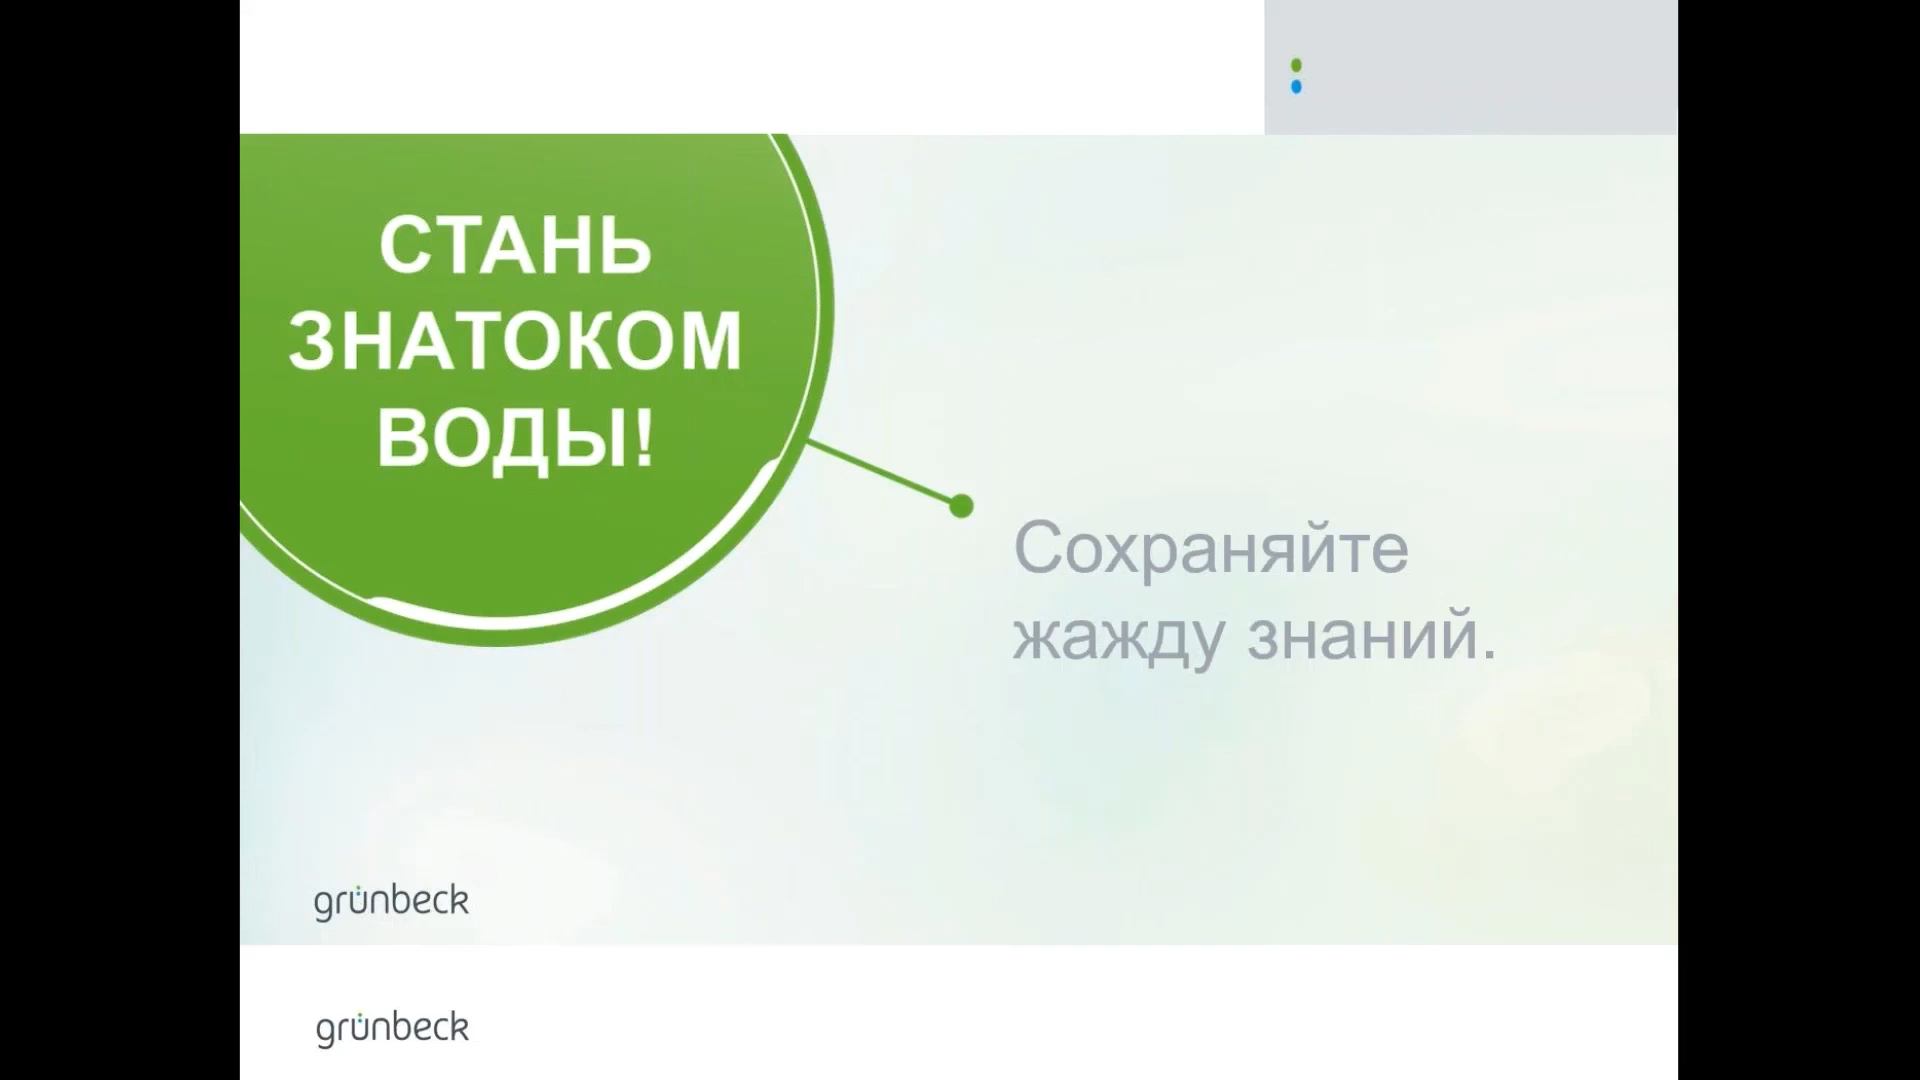 СТАНЬ
ЗНАТОКОМ
ВОДЫ!
Сохраняйте
жажду знаний.
grünbeck
grünbeck